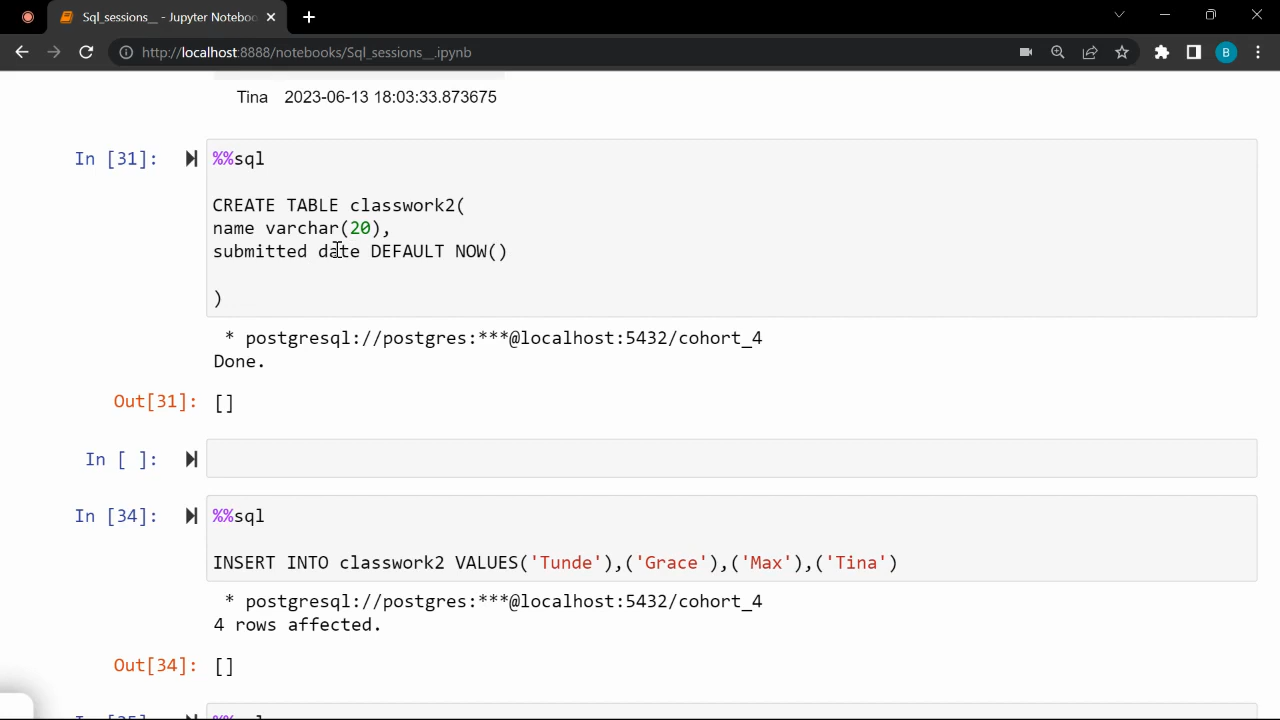 Sql_sessions__ - Jupyter Notebook
http://localhost:8888/notebooks/Sql_sessions__.ipynb
B
Tina 2023-06-13 18:03:33.873675
In [31]:
%%sql
CREATE TABLE classwork2(
name varchar(20),
submitted date DEFAULT NOW()
)
* postgresql://postgres:***@localhost:5432/cohort_4
Done.
Out[31]: []
In [ ]:
In [34]:
%%sql
INSERT INTO classwork2 VALUES('Tunde'),('Grace'),('Max'),('Tina')
* postgresql://postgres:***@localhost:5432/cohort_4
4 rows affected.
Out[34]: []